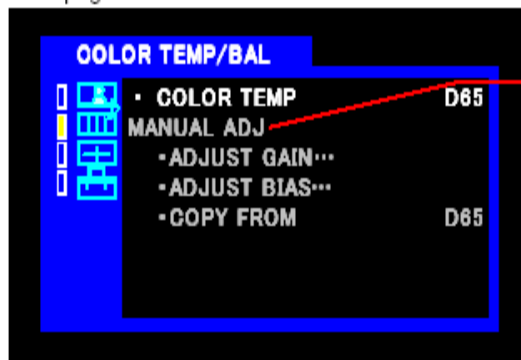 COLOR TEMP/BAL
· COLOR TEMP D65
MANUAL ADJ
▪ADJUST GAIN···
▪ADJUST BIAS···
▪COPY FROM D65